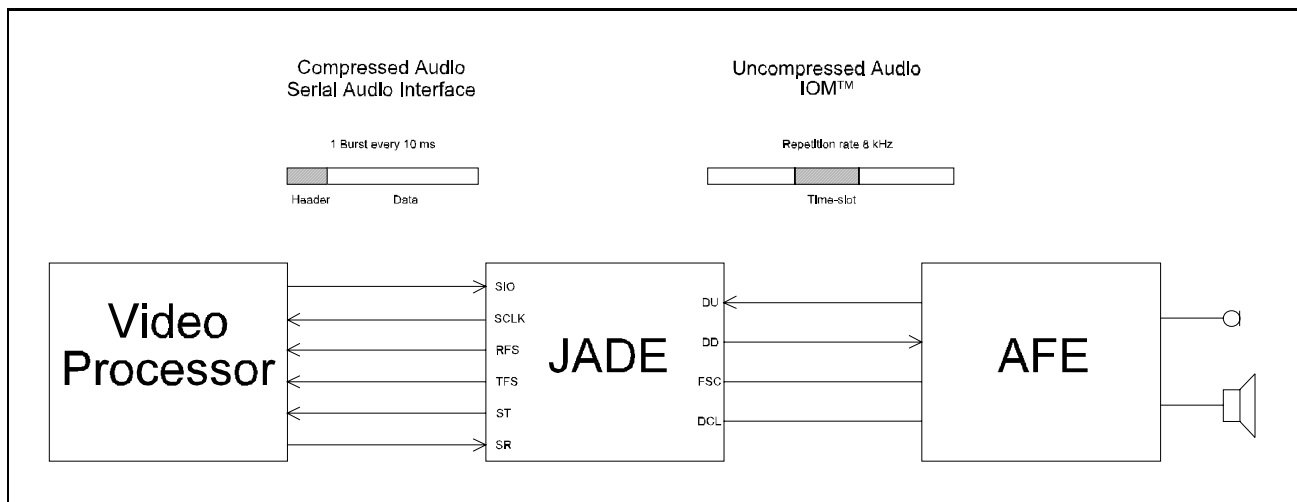 Compressed Audio
Serial Audio Interface
Uncompressed Audio
IOM™
1 Burst every 10 ms
Repetition rate 8 kHz
Header
Data
Time-slot
Video
Processor
SIO
SCLK
RFS
TFS
ST
SR
JADE
DU
DD
FSC
DCL
AFE